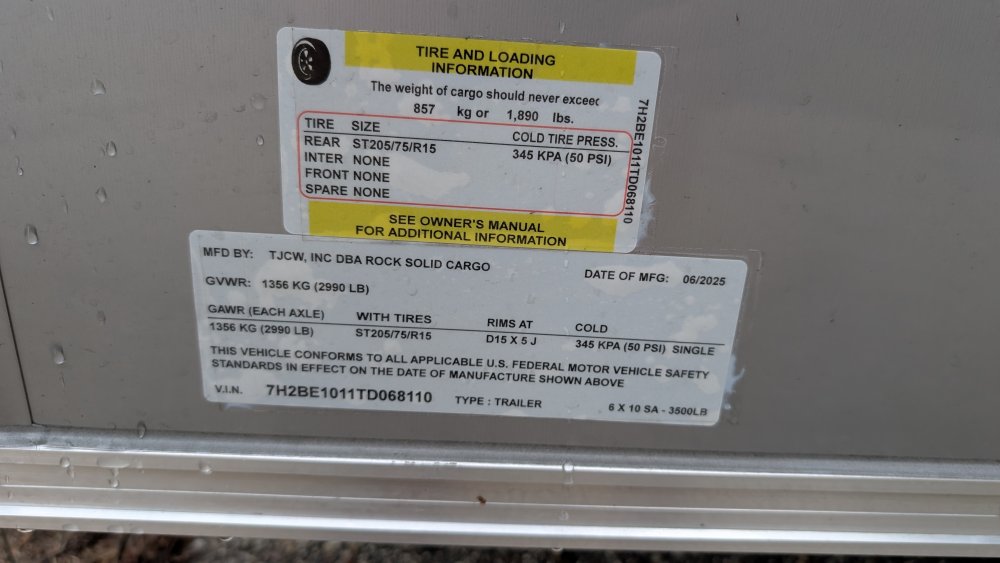 TIRE AND LOADING
INFORMATION
The weight of cargo should never exceed
857 kg or 1,890 lbs.
TIRE SIZE COLD TIRE PRESS.
REAR ST205/75/R15 345 KPA (50 PSI)
INTER NONE
FRONT NONE
SPARE NONE
SEE OWNER'S MANUAL
FOR ADDITIONAL INFORMATION
7H2BE1011TD068110
MFD BY: TJCW, INC DBA ROCK SOLID CARGO DATE OF MFG: 06/2025
GVWR: 1356 KG (2990 LB)
GAWR (EACH AXLE) WITH TIRES RIMS AT COLD
1356 KG (2990 LB) ST205/75/R15 D15 X 5 J 345 KPA (50 PSI) SINGLE
THIS VEHICLE CONFORMS TO ALL APPLICABLE U.S. FEDERAL MOTOR VEHICLE SAFETY
STANDARDS IN EFFECT ON THE DATE OF MANUFACTURE SHOWN ABOVE
V.I.N. 7H2BE1011TD068110 TYPE : TRAILER 6 X 10 SA - 3500LB